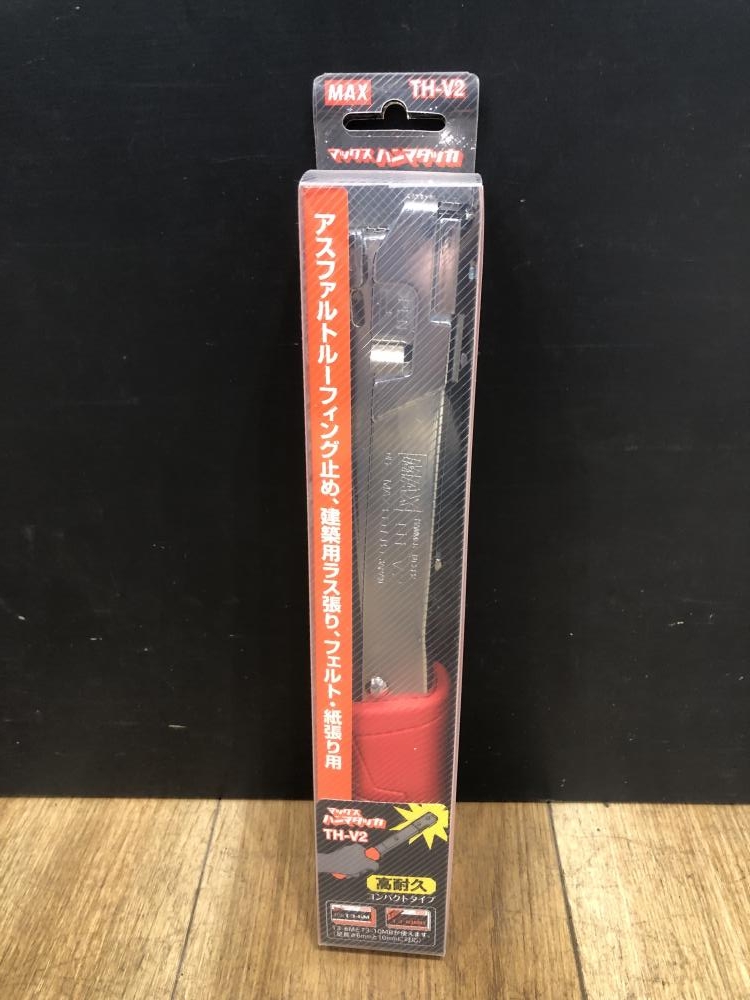 MAX
TH-V2
マックスハンマタッカ
アスファルトルーフィング止め、建築用ラス張り、フェルト・紙張り用
MAX TH-V2
マックス
ハンマタッカ
TH-V2
高耐久
コンパクトタイプ